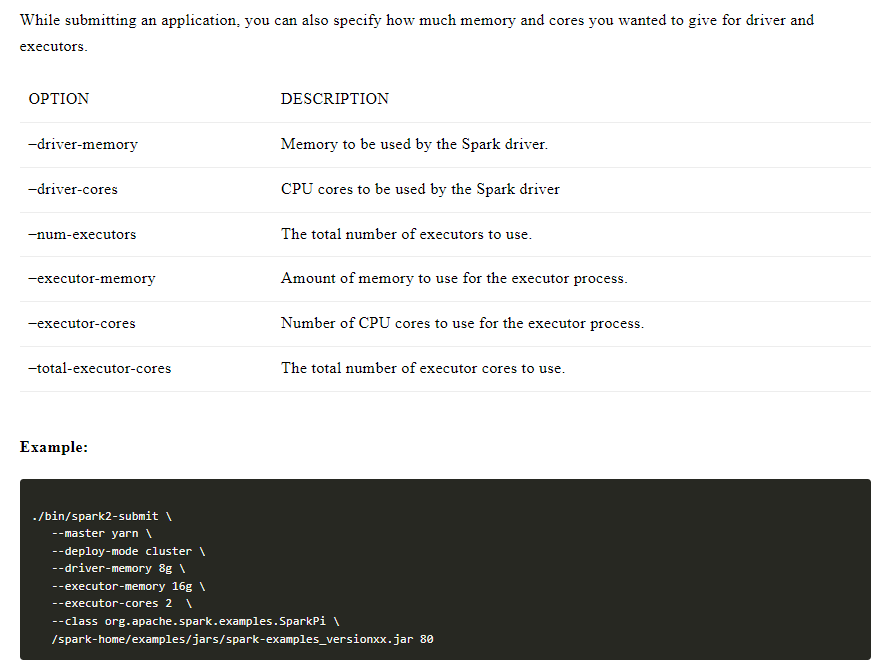 While submitting an application, you can also specify how much memory and cores you wanted to give for driver and
executors.
OPTION DESCRIPTION
–driver-memory Memory to be used by the Spark driver.
–driver-cores CPU cores to be used by the Spark driver
–num-executors The total number of executors to use.
–executor-memory Amount of memory to use for the executor process.
–executor-cores Number of CPU cores to use for the executor process.
–total-executor-cores The total number of executor cores to use.
Example:
./bin/spark2-submit \
--master yarn \
--deploy-mode cluster \
--driver-memory 8g \
--executor-memory 16g \
--executor-cores 2  \
--class org.apache.spark.examples.SparkPi \
/spark-home/examples/jars/spark-examples_versionxx.jar 80